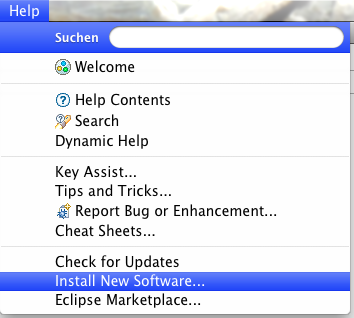 Help
Suchen
Welcome
Help Contents
Search
Dynamic Help
Key Assist...
Tips and Tricks...
Report Bug or Enhancement...
Cheat Sheets...
Check for Updates
Install New Software...
Eclipse Marketplace...